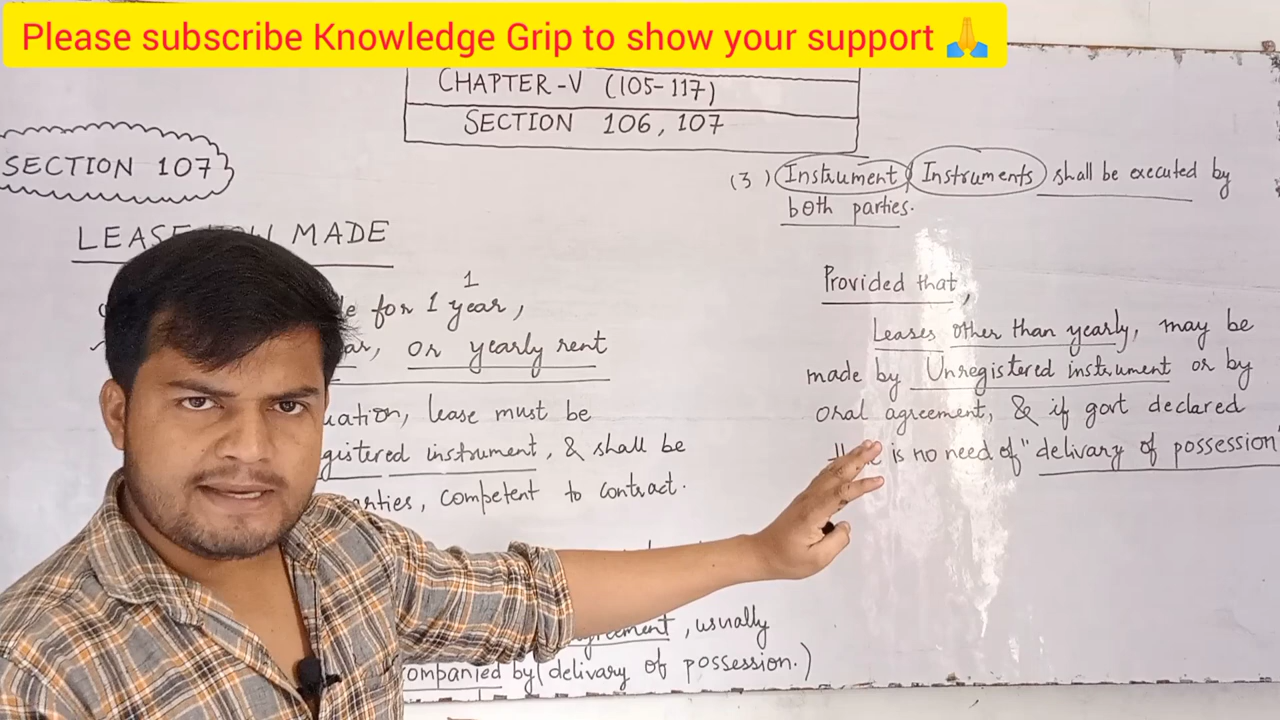 Please subscribe Knowledge Grip to show your support 🙏
CHAPTER-V (105-117)
SECTION 106, 107
SECTION 107
LEASE HOW MADE
1
for 1 year,
or yearly rent
lease must be
instrument, & shall be
competent to contract.
, usually
by (delivary of possession.)
(3) Instrument/Instruments shall be executed by
both parties.
Provided that,
Leases other than yearly, may be
made by Unregistered instrument or by
oral agreement, & if govt declared
is no need of "delivary of possession"